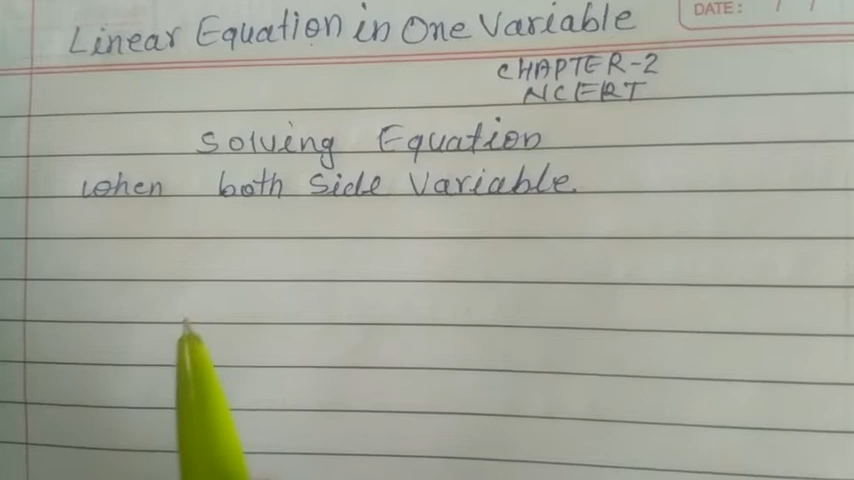 DATE: / /
Linear Equation in One Variable
CHAPTER-2
NCERT
Solving Equation
when both side Variable.